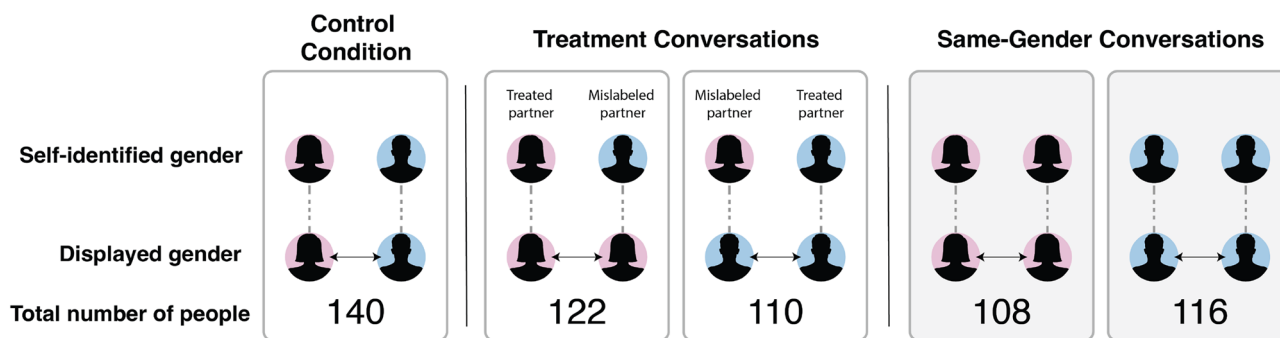 Control
Condition
Treatment Conversations
Same-Gender Conversations
Treated
partner
Mislabeled
partner
Mislabeled
partner
Treated
partner
Self-identified gender
Displayed gender
Total number of people
140
122
110
108
116